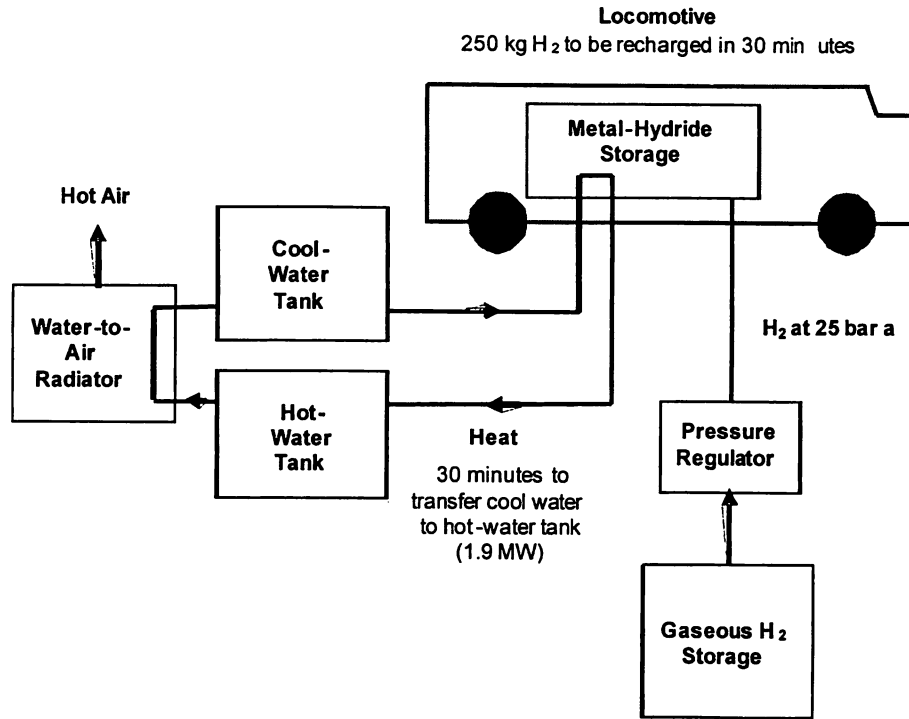 Locomotive
250 kg H2 to be recharged in 30 min utes
Metal-Hydride
Storage
Hot Air
Cool-
Water
Tank
Water-to-
Air
Radiator
H2 at 25 bar a
Hot-
Water
Tank
Heat
30 minutes to
transfer cool water
to hot-water tank
(1.9 MW)
Pressure
Regulator
Gaseous H2
Storage